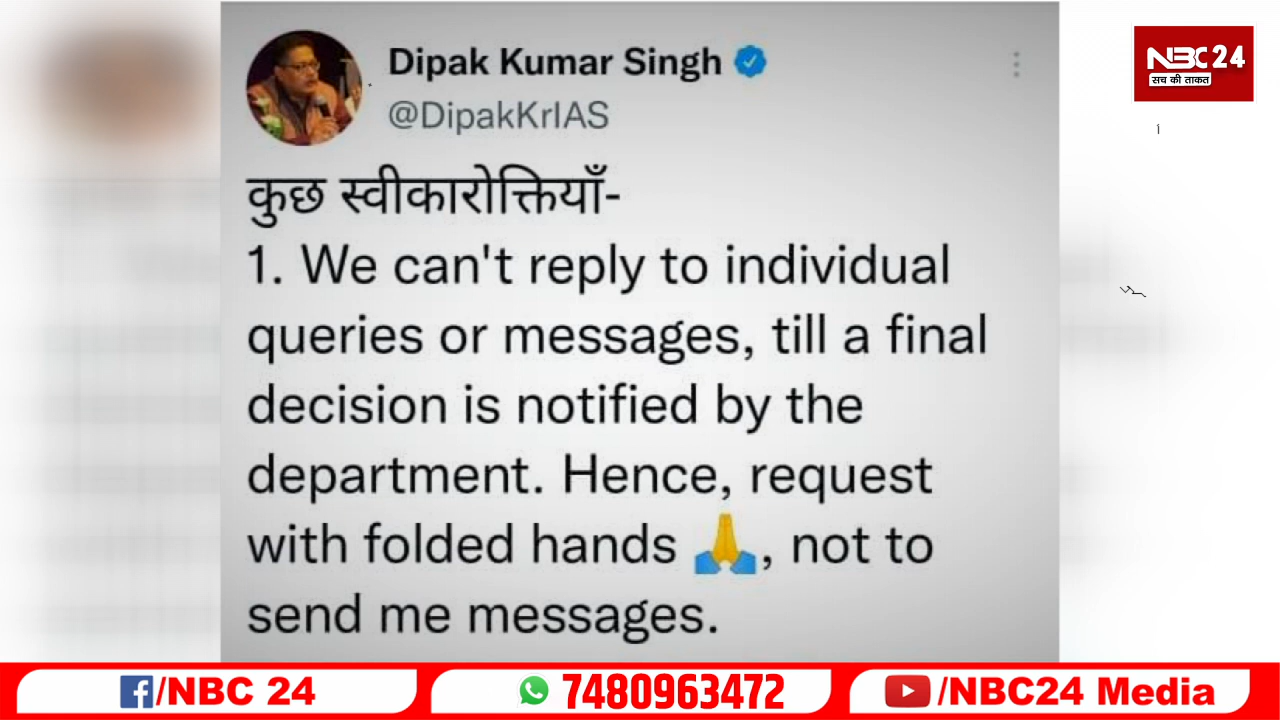 Dipak Kumar Singh
@DipakKrIAS
NBC 24
सच की ताकत
कुछ स्वीकारोक्तियाँ-
1. We can't reply to individual
queries or messages, till a final
decision is notified by the
department. Hence, request
with folded hands 🙏, not to
send me messages.
/NBC 24
7480963472
/NBC24 Media